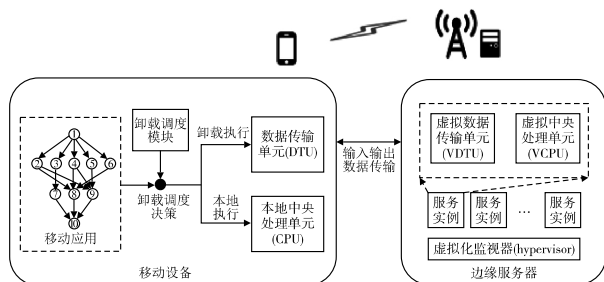 卸载调度
模块
卸载执行
数据传输
单元(DTU)
1
2
3
4
5
6
7
8
9
10
移动应用
卸载调度
决策
本地
执行
本地中央
处理单元
(CPU)
移动设备
输入输出
数据传输
虚拟数据
传输单元
(VDTU)
虚拟中央
处理单元
(VCPU)
服务
实例
服务
实例
…
服务
实例
虚拟化监视器(hypervisor)
边缘服务器